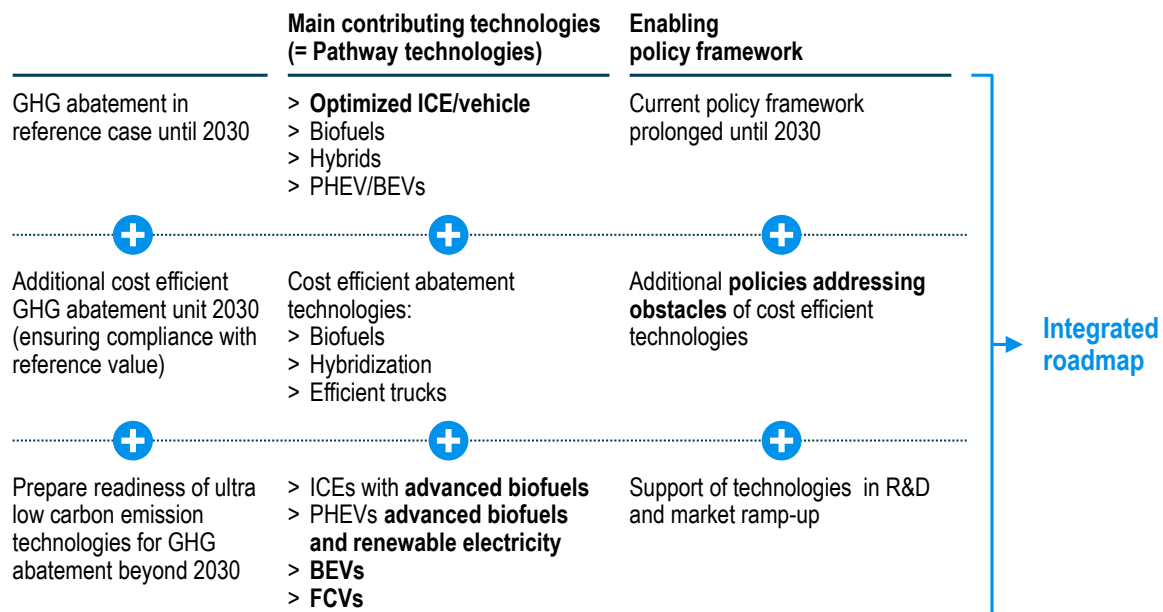 Main contributing technologies
(= Pathway technologies)
Enabling
policy framework
GHG abatement in
reference case until 2030
> Optimized ICE/vehicle
> Biofuels
> Hybrids
> PHEV/BEVs
Current policy framework
prolonged until 2030
Additional cost efficient
GHG abatement unit 2030
(ensuring compliance with
reference value)
Cost efficient abatement
technologies:
> Biofuels
> Hybridization
> Efficient trucks
Additional policies addressing
obstacles of cost efficient
technologies
Prepare readiness of ultra
low carbon emission
technologies for GHG
abatement beyond 2030
> ICEs with advanced biofuels
> PHEVs advanced biofuels
and renewable electricity
> BEVs
> FCVs
Support of technologies in R&D
and market ramp-up
Integrated
roadmap